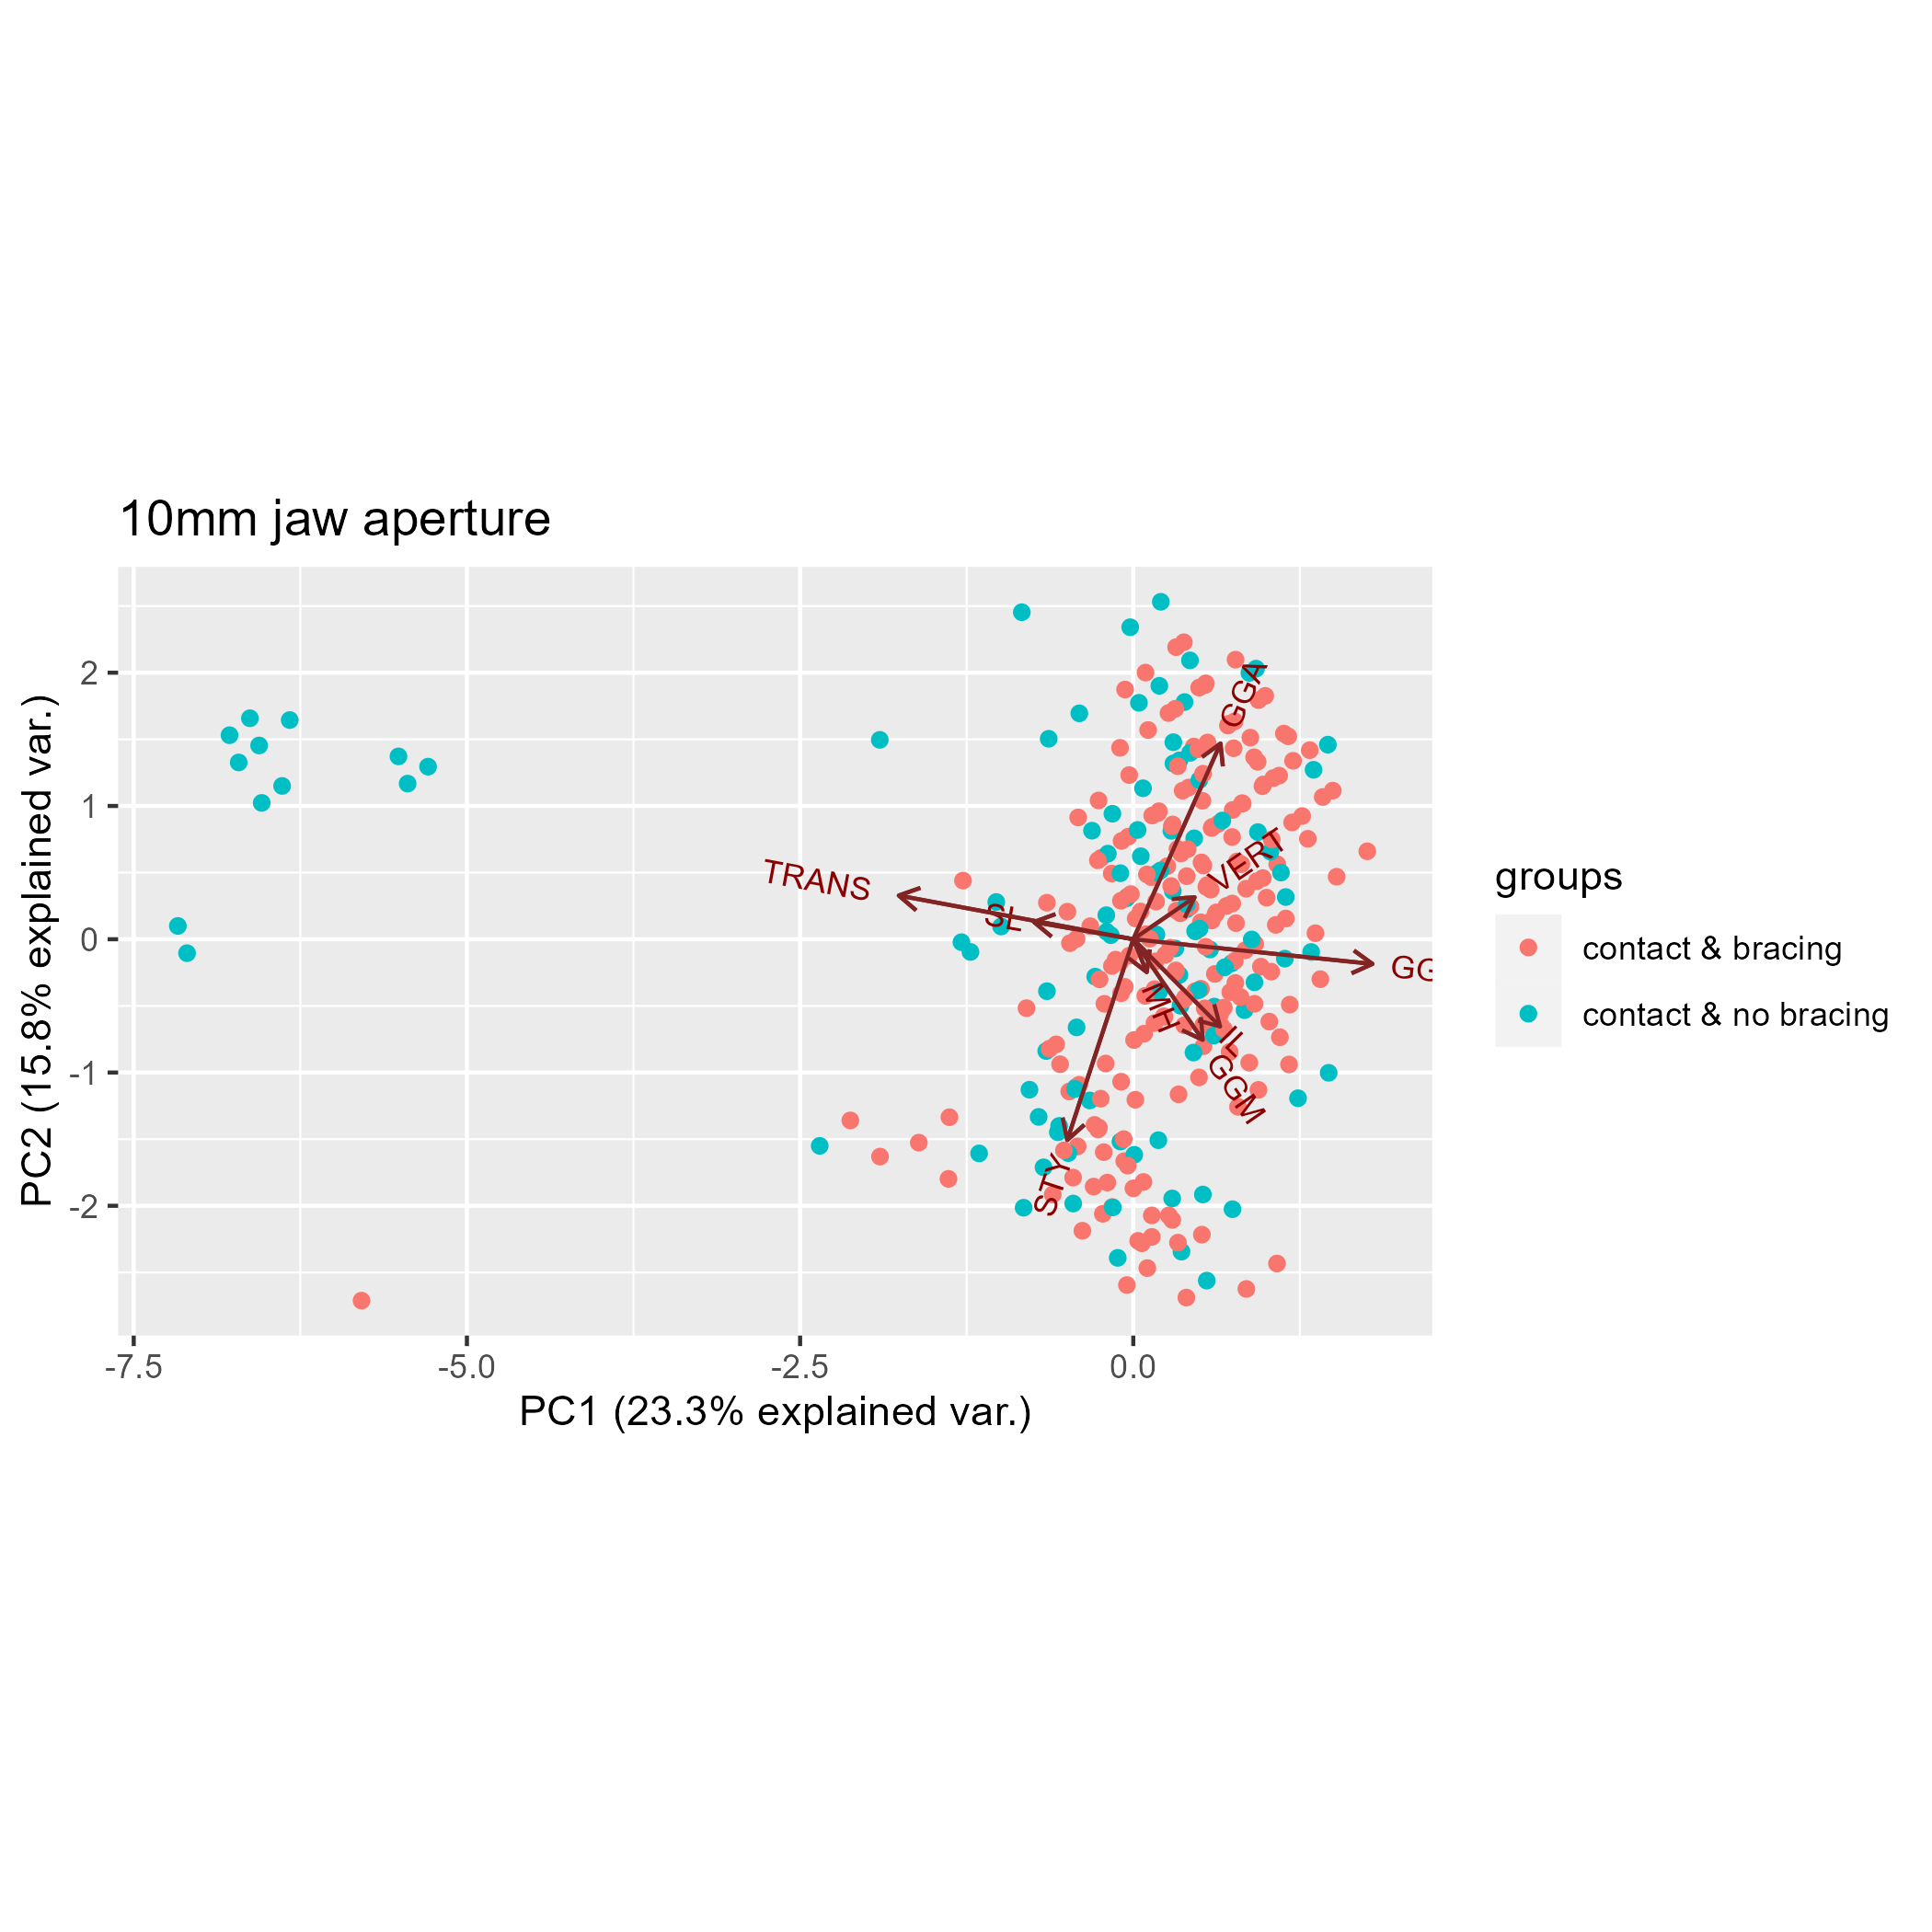 10mm jaw aperture
PC2 (15.8% explained var.)
2
1
0
-1
-2
GGA
VERT
TRANS
SL
GG
MH
IL
GGM
STY
-7.5
-5.0
-2.5
0.0
PC1 (23.3% explained var.)
groups
contact & bracing
contact & no bracing